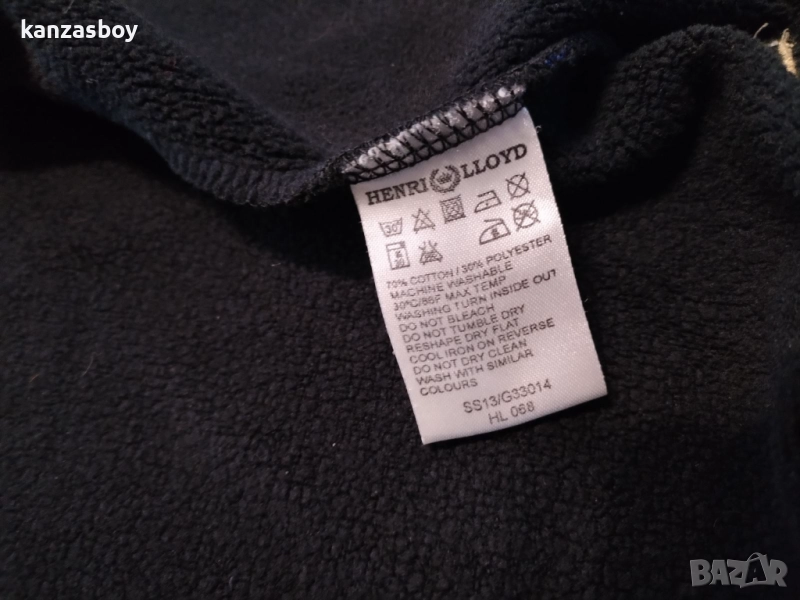 kanzasboy
HENRI LLOYD
30
70% COTTON / 30% POLYESTER
MACHINE WASHABLE
30ºC/86F MAX TEMP
WASHING TURN INSIDE OUT
DO NOT BLEACH
DO NOT TUMBLE DRY
RESHAPE DRY FLAT
COOL IRON ON REVERSE
DO NOT DRY CLEAN
WASH WITH SIMILAR
COLOURS
SS13/G33014
HL 068
BAZAR